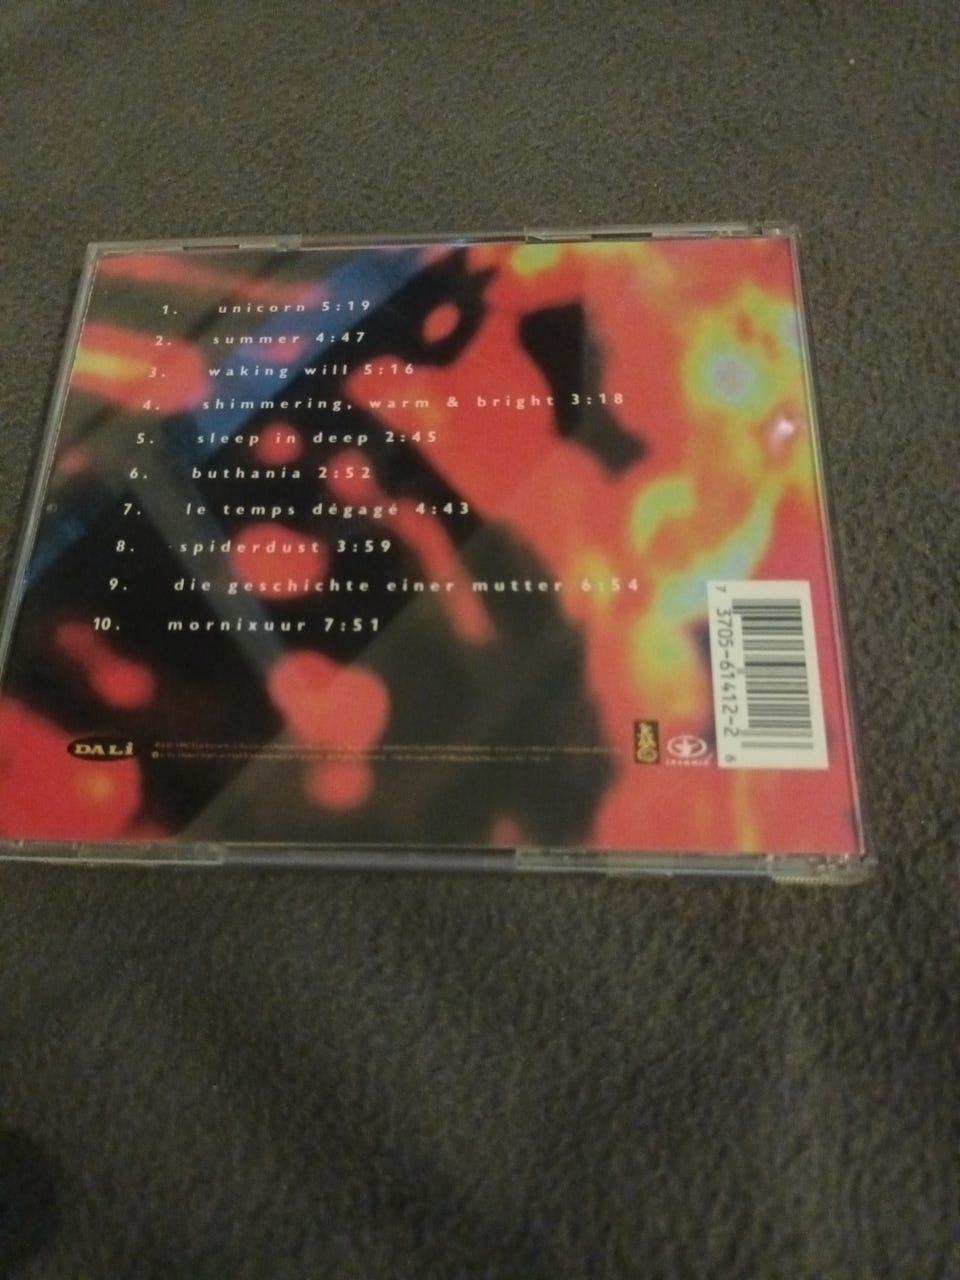 1. unicorn 5:19
2. summer 4:47
3. waking will 5:16
4. shimmering, warm & bright 3:18
5. sleep in deep 2:45
6. buthania 2:52
7. le temps dégagé 4:43
8. spiderdust 3:59
9. die geschichte einer mutter 6:54
10. mornixuur 7:51
DALI
7 3705-61412-2 6